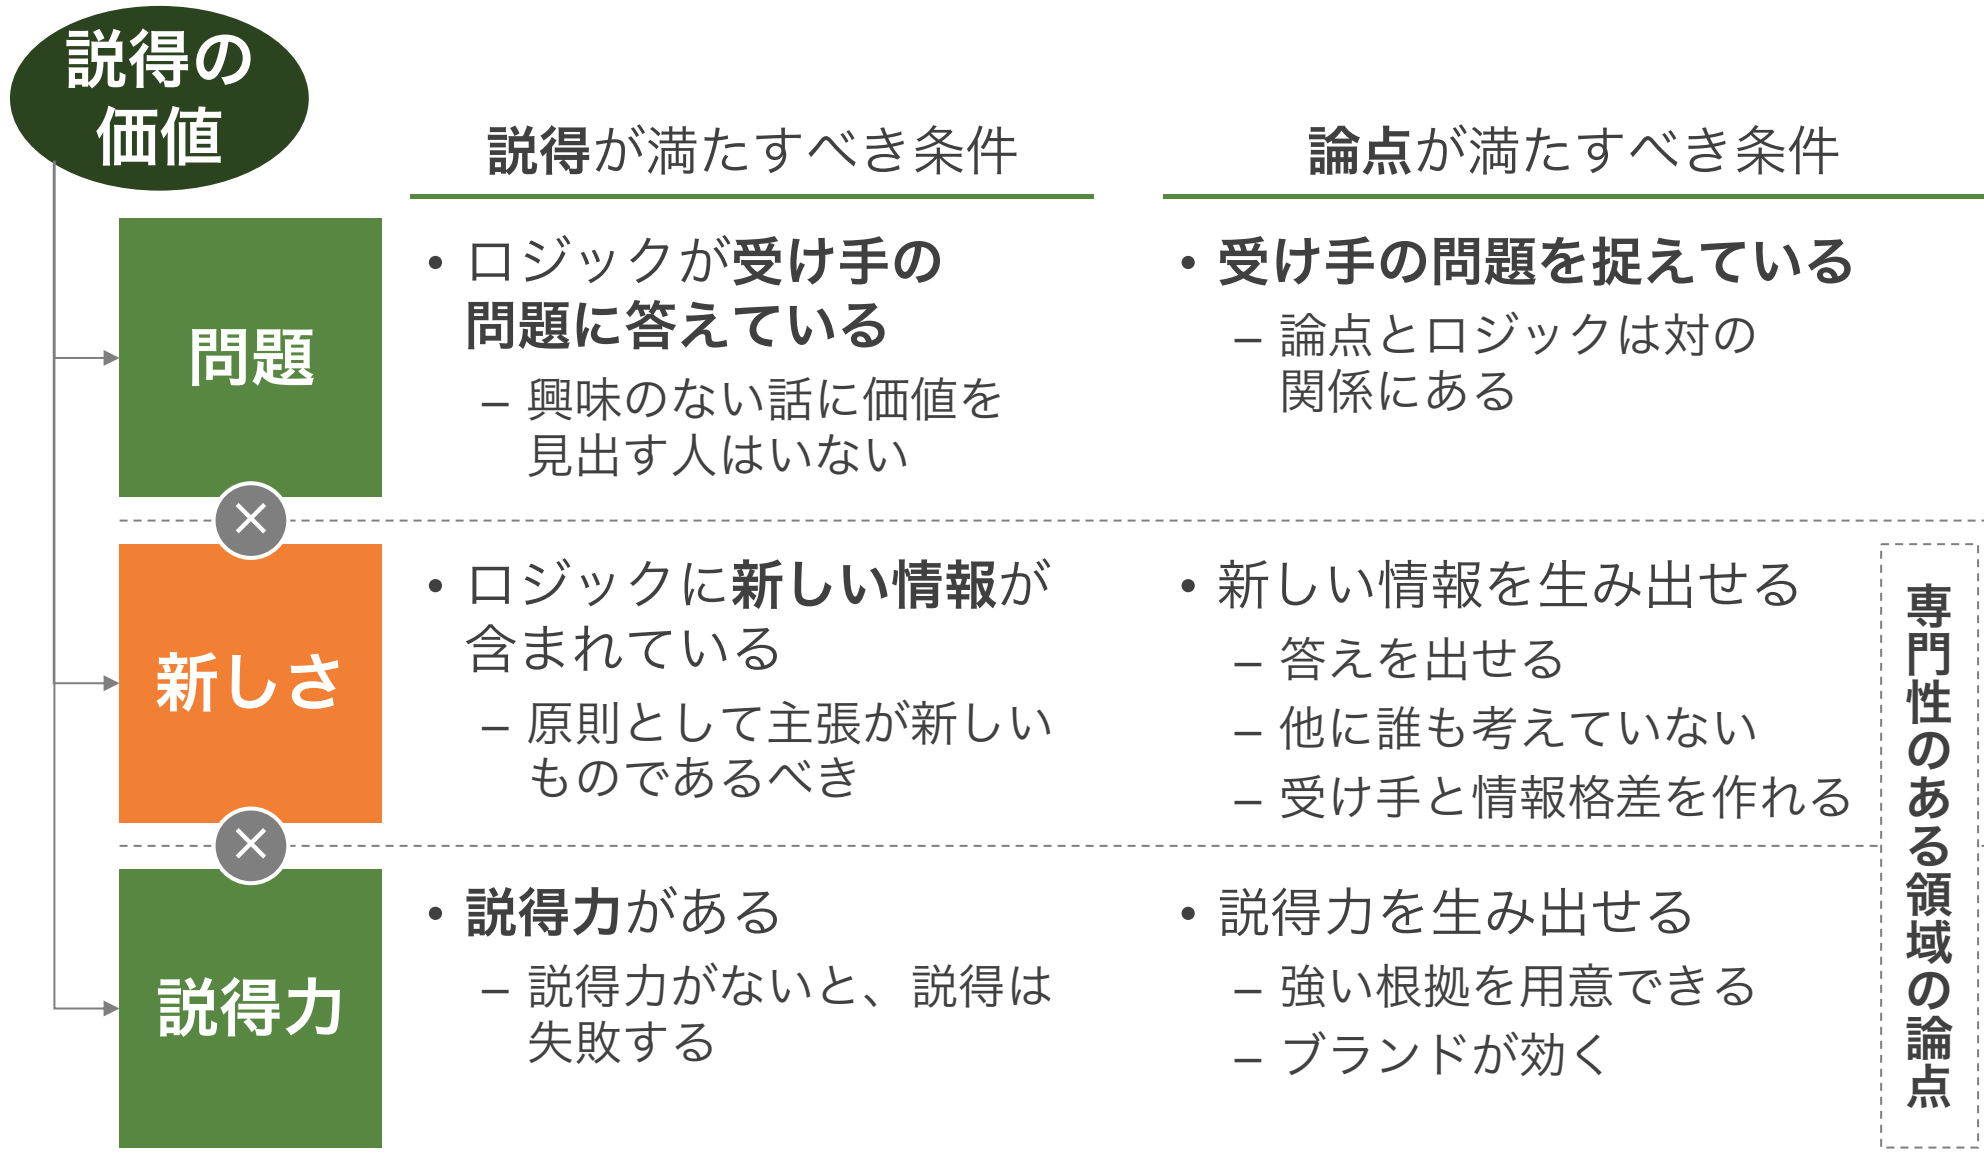 説得の
価値
説得が満たすべき条件
論点が満たすべき条件
問題
• ロジックが受け手の
問題に答えている
– 興味のない話に価値を
見出す人はいない
• 受け手の問題を捉えている
– 論点とロジックは対の
関係にある
×
新しさ
• ロジックに新しい情報が
含まれている
– 原則として主張が新しい
ものであるべき
• 新しい情報を生み出せる
– 答えを出せる
– 他に誰も考えていない
– 受け手と情報格差を作れる
×
説得力
• 説得力がある
– 説得力がないと、説得は
失敗する
• 説得力を生み出せる
– 強い根拠を用意できる
– ブランドが効く
専門性のある領域の論点